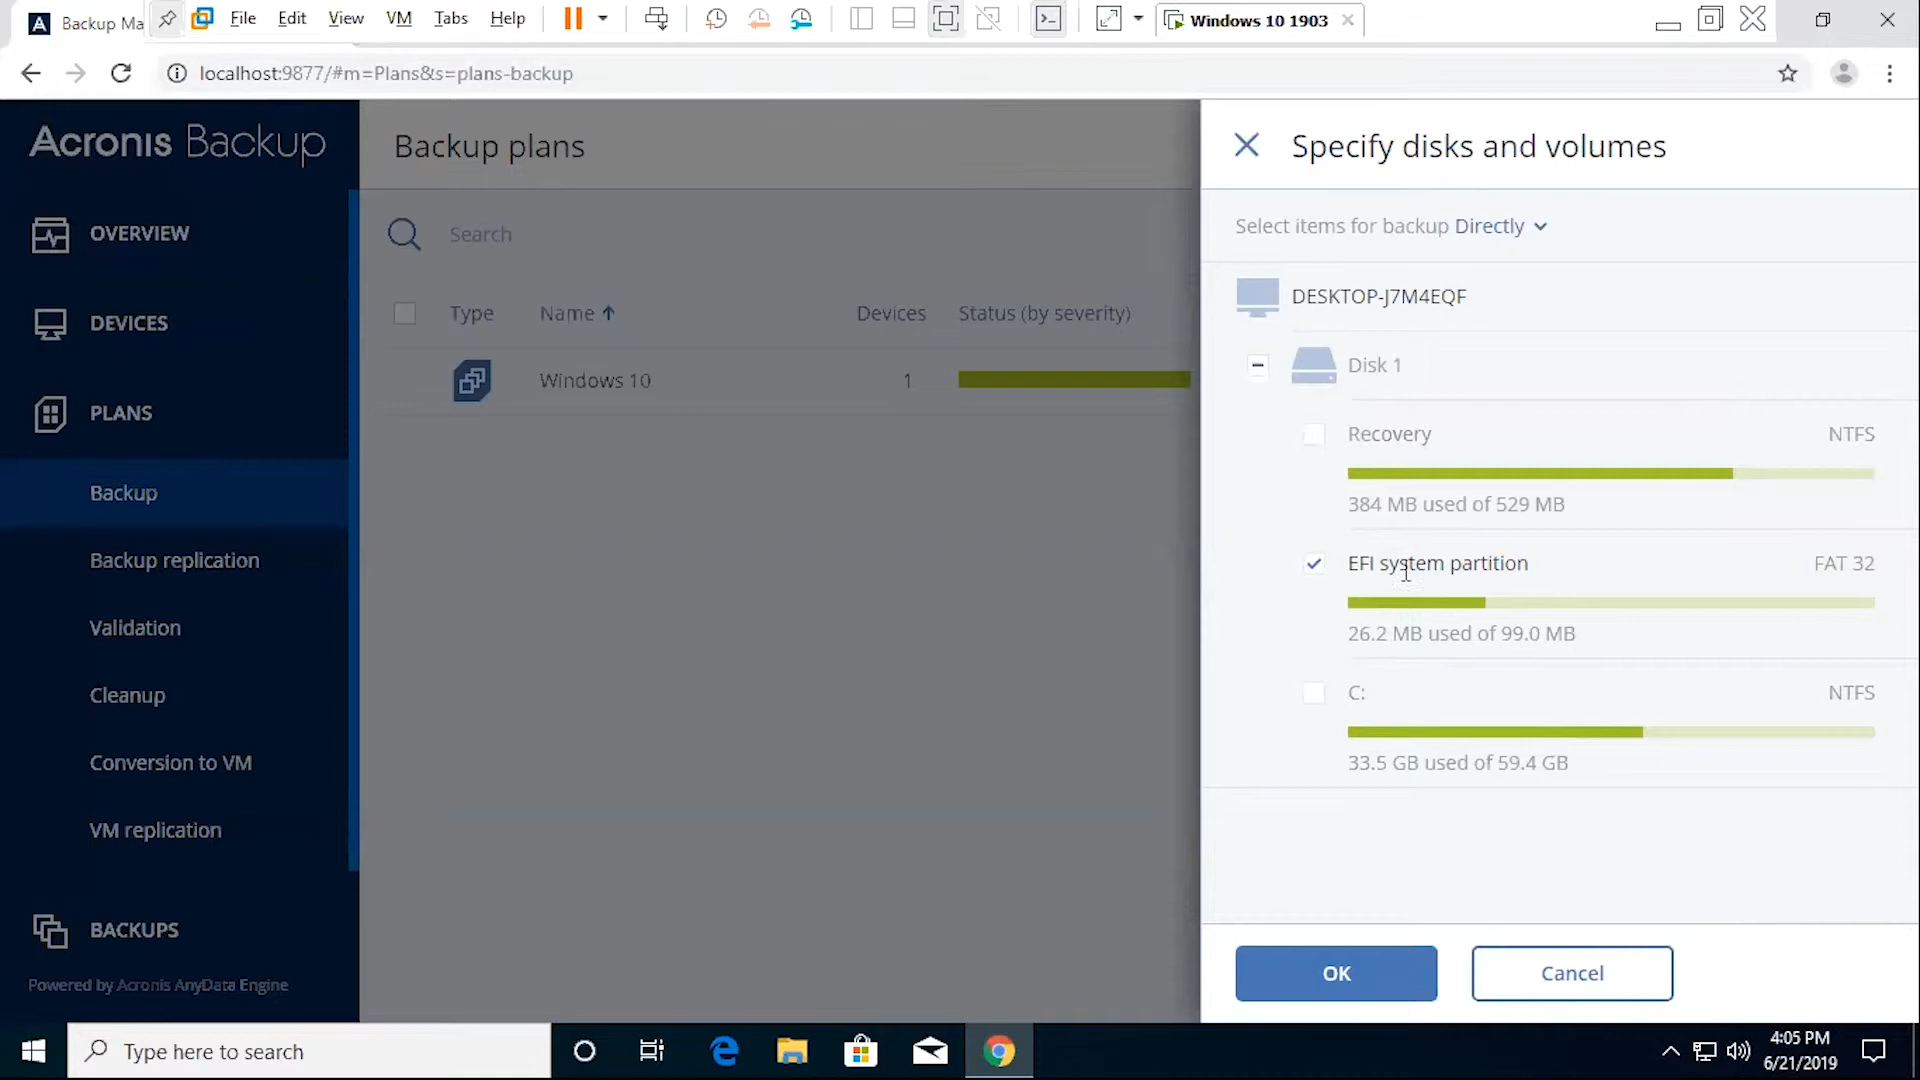 Backup Ma
File Edit View VM Tabs Help
Windows 10 1903
localhost:9877/#m=Plans&s=plans-backup
Acronis Backup
OVERVIEW
DEVICES
PLANS
Backup
Backup replication
Validation
Cleanup
Conversion to VM
VM replication
BACKUPS
Powered by Acronis AnyData Engine
Backup plans
Search
Type Name Devices Status (by severity)
Windows 10 1
Specify disks and volumes
Select items for backup Directly
DESKTOP-J7M4EQF
Disk 1
Recovery NTFS
384 MB used of 529 MB
EFI system partition FAT 32
26.2 MB used of 99.0 MB
C: NTFS
33.5 GB used of 59.4 GB
OK Cancel
Type here to search
4:05 PM
6/21/2019